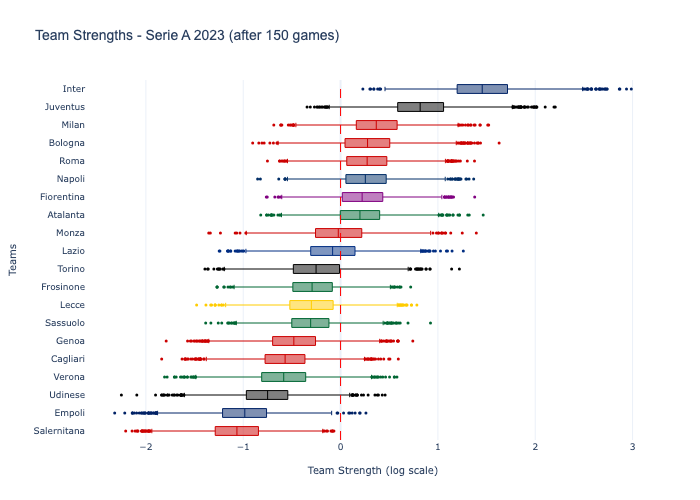 Team Strengths - Serie A 2023 (after 150 games)
Inter
Juventus
Milan
Bologna
Roma
Napoli
Fiorentina
Atalanta
Monza
Lazio
Torino
Frosinone
Lecce
Sassuolo
Genoa
Cagliari
Verona
Udinese
Empoli
Salernitana
Teams
−2 −1 0 1 2 3
Team Strength (log scale)